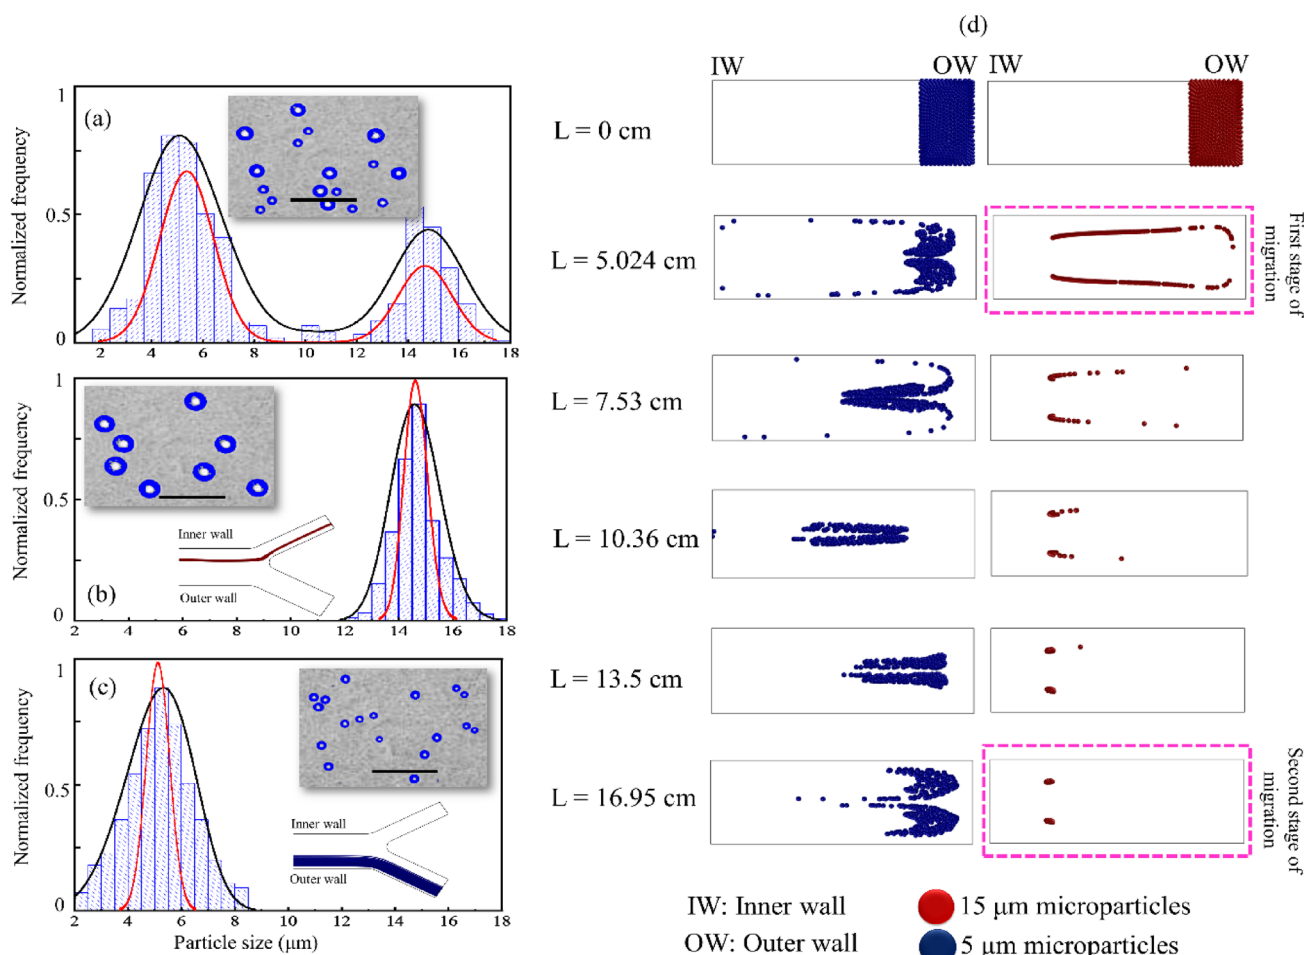 (a)
Normalized frequency
1
0.5
0
2 4 6 8 10 12 14 16 18
(b)
Normalized frequency
1
0.5
0
Inner wall
Outer wall
2 4 6 8 10 12 14 16 18
(c)
Normalized frequency
1
0.5
0
Inner wall
Outer wall
2 4 6 8 10 12 14 16 18
Particle size (μm)
(d)
IW OW IW OW
L = 0 cm
L = 5.024 cm
First stage of
migration
L = 7.53 cm
L = 10.36 cm
L = 13.5 cm
L = 16.95 cm
Second stage of
migration
IW: Inner wall
15 μm microparticles
OW: Outer wall
5 μm microparticles